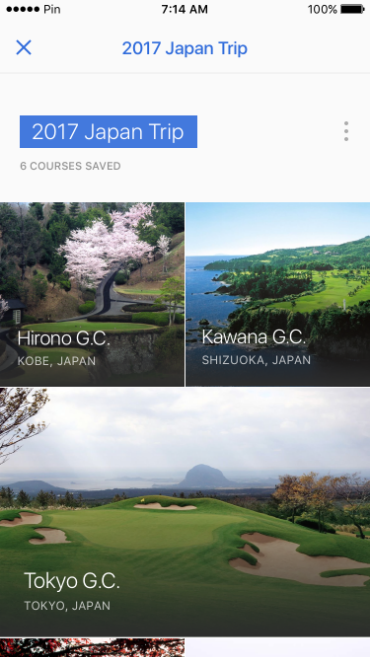 Pin 7:14 AM 100%
2017 Japan Trip
2017 Japan Trip
6 COURSES SAVED
Hirono G.C.
KOBE, JAPAN
Kawana G.C.
SHIZUOKA, JAPAN
Tokyo G.C.
TOKYO, JAPAN